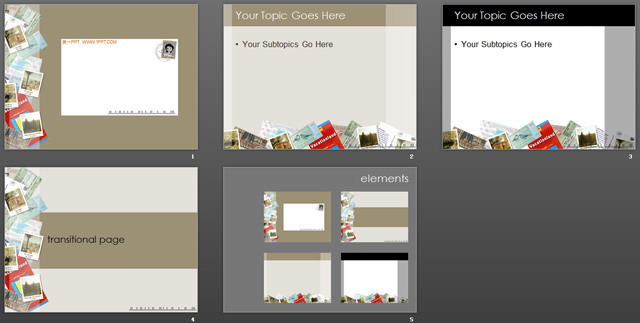 第一PPT WWW.1PPT.COM
1
Your Topic Goes Here
• Your Subtopics Go Here
2
Your Topic Goes Here
• Your Subtopics Go Here
3
transitional page
4
elements
5